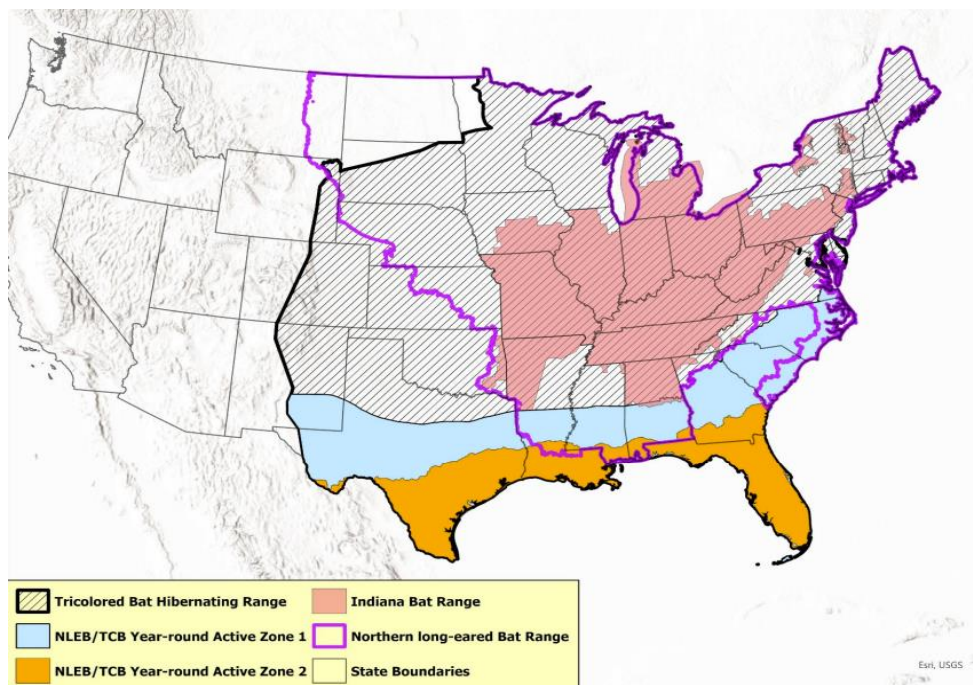 Tricolored Bat Hibernating Range
Indiana Bat Range
NLEB/TCB Year-round Active Zone 1
Northern long-eared Bat Range
NLEB/TCB Year-round Active Zone 2
State Boundaries
Esri, USGS